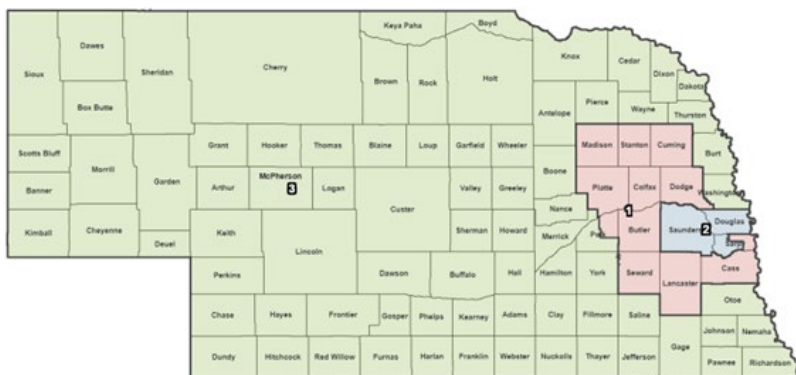 Keya Paha
Boyd
Sioux
Dawes
Sheridan
Cherry
Brown
Rock
Holt
Knox
Cedar
Dixon
Dakota
Box Butte
Antelope
Pierce
Wayne
Thurston
Scotts Bluff
Morrill
Garden
Grant
Hooker
Thomas
Blaine
Loup
Garfield
Wheeler
Boone
Madison
Stanton
Cuming
Burt
Banner
Arthur
McPherson
3
Logan
Custer
Valley
Greeley
Platte
Colfax
Dodge
Washington
Nance
1
Kimball
Cheyenne
Deuel
Keith
Lincoln
Sherman
Howard
Merrick
Butler
Saunders
2
Douglas
Perkins
Dawson
Buffalo
Hall
Hamilton
York
Seward
Lancaster
Cass
Otoe
Chase
Hayes
Frontier
Gosper
Phelps
Kearney
Adams
Clay
Fillmore
Saline
Johnson
Nemaha
Dundy
Hitchcock
Red Willow
Furnas
Harlan
Franklin
Webster
Nuckolls
Thayer
Jefferson
Gage
Pawnee
Richardson